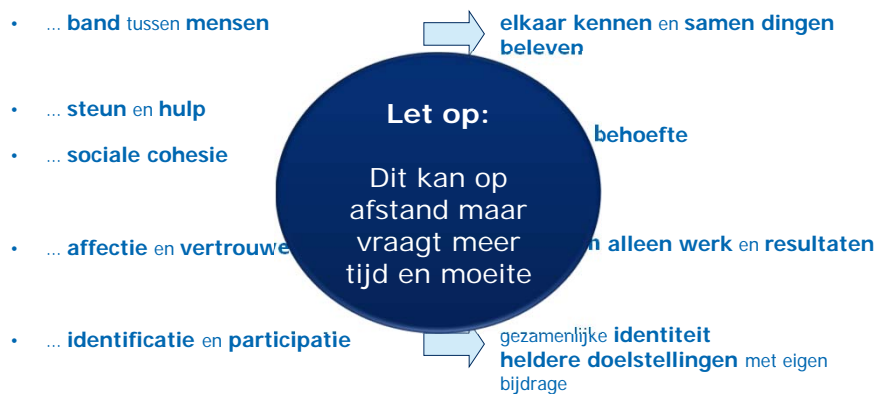 • ... band tussen mensen
elkaar kennen en samen dingen
beleven
• ... steun en hulp
behoefte
• ... sociale cohesie
• ... affectie en
alleen werk en resultaten
• ... identificatie en participatie
gezamenlijke identiteit
heldere doelstellingen met eigen
bijdrage
Let op:
Dit kan op
afstand maar
vraagt meer
tijd en moeite